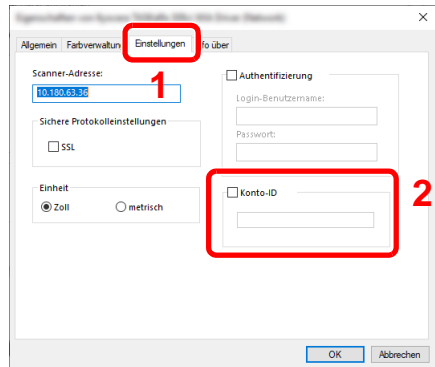 Allgemein Farbverwaltun Einstellungen fo über
1
Scanner-Adresse:
10.180.63.36
Authentifizierung
Login-Benutzername:
Sichere Protokolleinstellungen
Passwort:
SSL
Einheit
Zoll metrisch
Konto-ID
2
OK Abbrechen